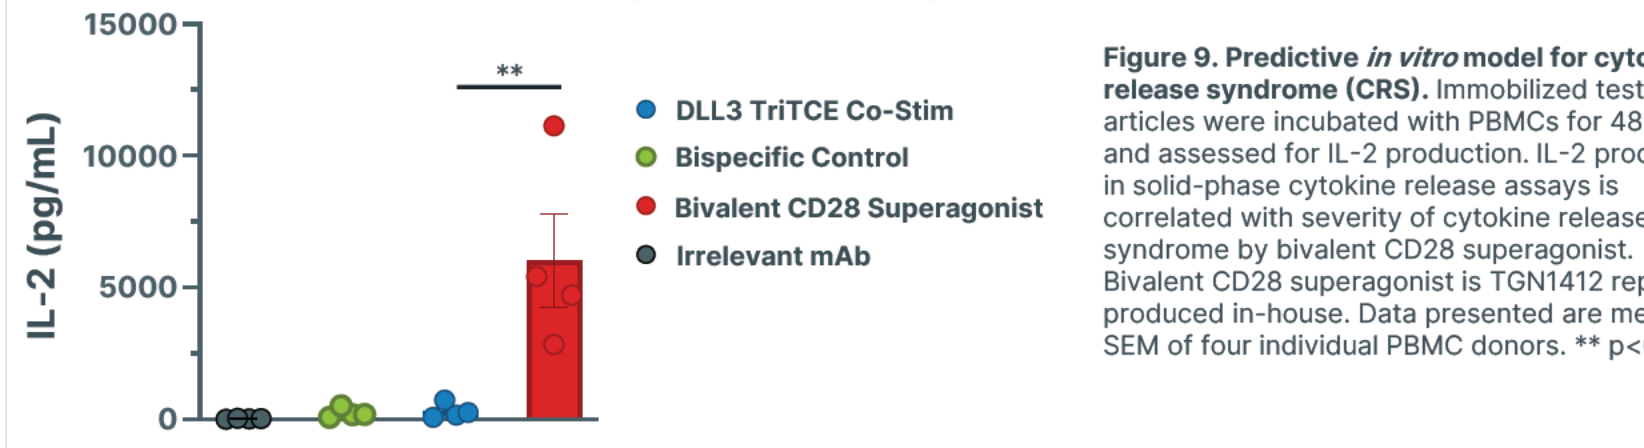 15000
10000
5000
0
IL-2 (pg/mL)
**
DLL3 TriTCE Co-Stim
Bispecific Control
Bivalent CD28 Superagonist
Irrelevant mAb
Figure 9. Predictive in vitro model for
release syndrome (CRS). Immobilized test
articles were incubated with PBMCs for 48
and assessed for IL-2 production. IL-2
in solid-phase cytokine release assays is
correlated with severity of cytokine release
syndrome by bivalent CD28 superagonist.
Bivalent CD28 superagonist is TGN1412
produced in-house. Data presented are
SEM of four individual PBMC donors. ** p<